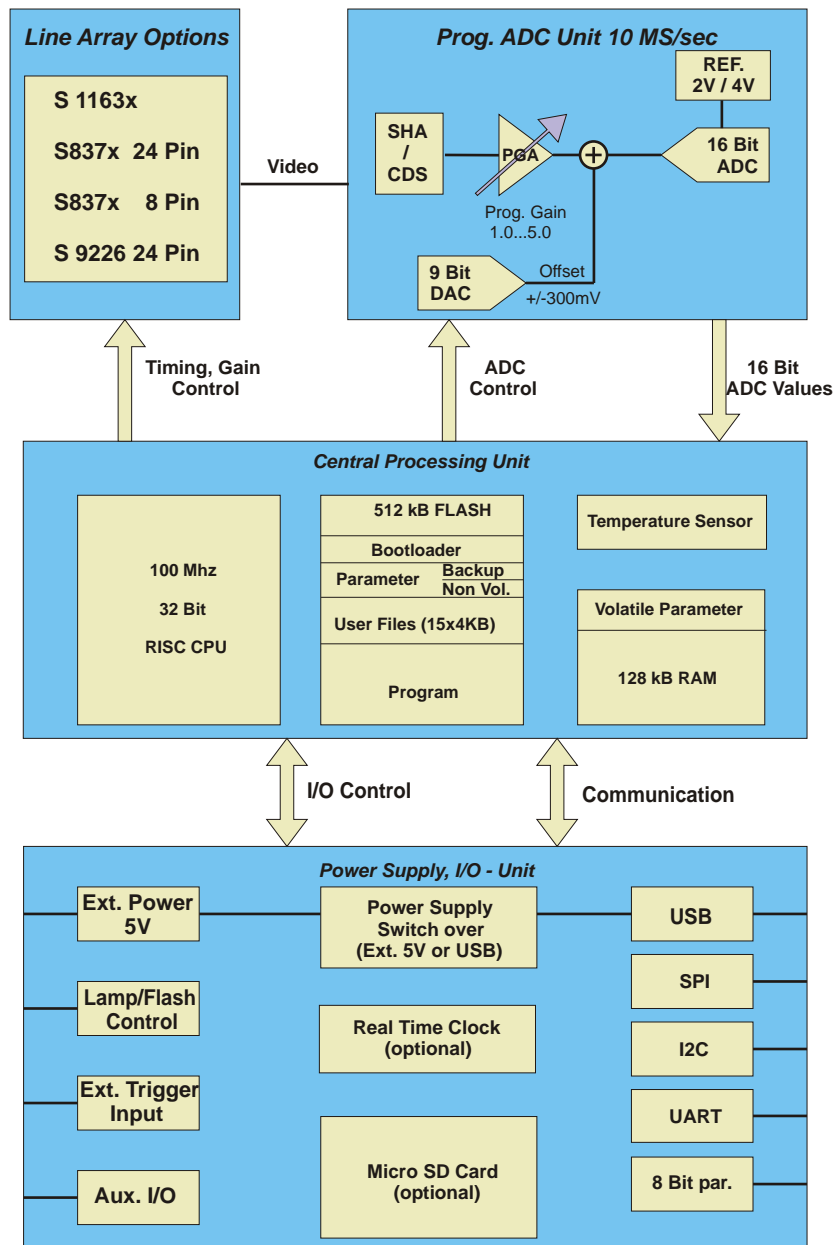 Line Array Options
S 1163x
S837x 24 Pin
S837x 8 Pin
S 9226 24 Pin
Video
Prog. ADC Unit 10 MS/sec
REF.
2V / 4V
SHA
/
CDS
PGA
+
16 Bit
ADC
Prog. Gain
1.0...5.0
9 Bit
DAC
Offset
+/-300mV
Timing, Gain
Control
ADC
Control
16 Bit
ADC Values
Central Processing Unit
100 Mhz
32 Bit
RISC CPU
512 kB FLASH
Bootloader
Parameter
Backup
Non Vol.
User Files (15x4KB)
Program
Temperature Sensor
Volatile Parameter
128 kB RAM
I/O Control
Communication
Power Supply, I/O - Unit
Ext. Power
5V
Lamp/Flash
Control
Ext. Trigger
Input
Aux. I/O
Power Supply
Switch over
(Ext. 5V or USB)
Real Time Clock
(optional)
Micro SD Card
(optional)
USB
SPI
I2C
UART
8 Bit par.